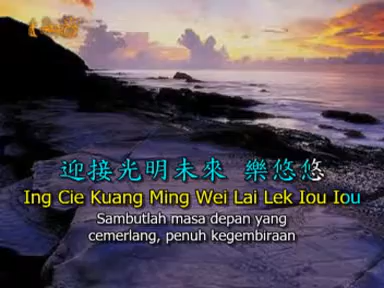 迎接光明未來 樂悠悠
Ing Cie Kuang Ming Wei Lai Lek Iou Iou
Sambutlah masa depan yang
cemerlang, penuh kegembiraan